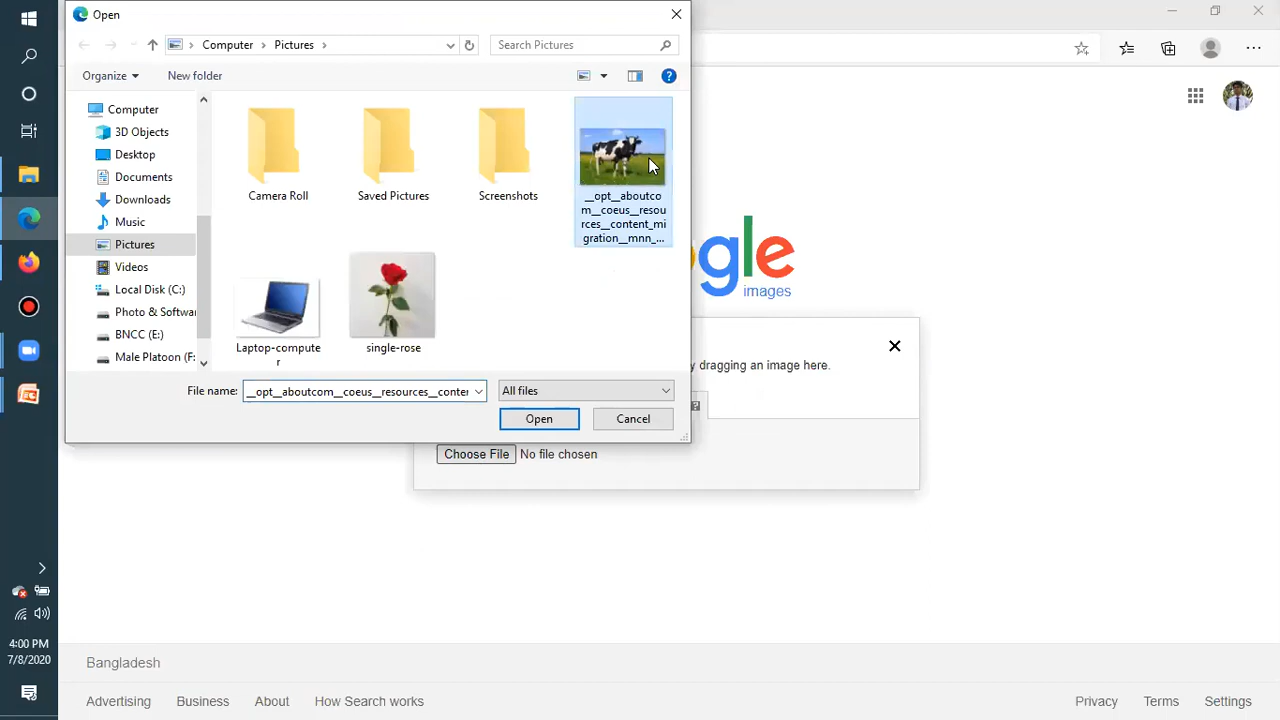 Open
Computer
Pictures
Search Pictures
Organize
New folder
Computer
3D Objects
Desktop
Documents
Downloads
Music
Pictures
Videos
Local Disk (C:)
Photo & Softwa
BNCC (E:)
Male Platoon (F:
Camera Roll
Saved Pictures
Screenshots
__opt__aboutco
m__coeus__resou
rces__content_mi
gration__mnn_...
Laptop-compute
r
single-rose
File name:
__opt__aboutcom__coeus__resources__conter
All files
Open
Cancel
gle
images
y dragging an image here.
Choose File
No file chosen
4:00 PM
7/8/2020
Bangladesh
Advertising
Business
About
How Search works
Privacy
Terms
Settings